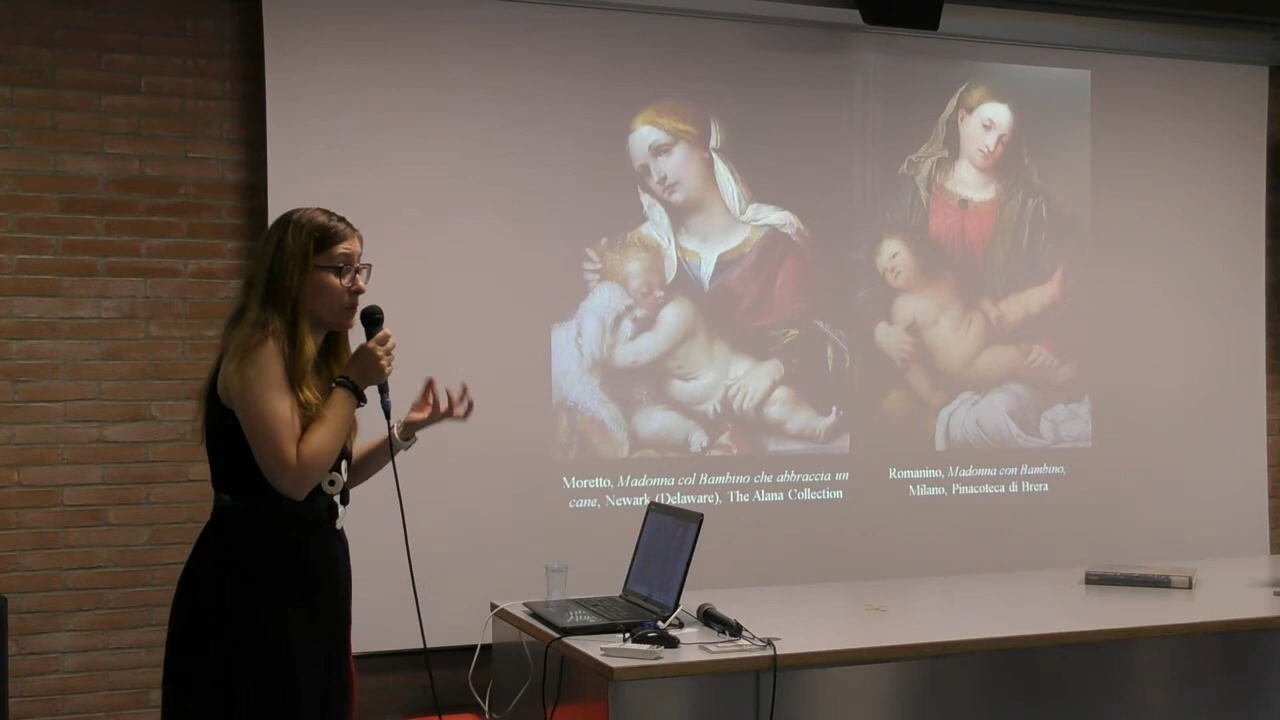 Moretto, Madonna col Bambino che abbraccia un
cane, Newark (Delaware), The Alana Collection
Romanino, Madonna con Bambino,
Milano, Pinacoteca di Brera